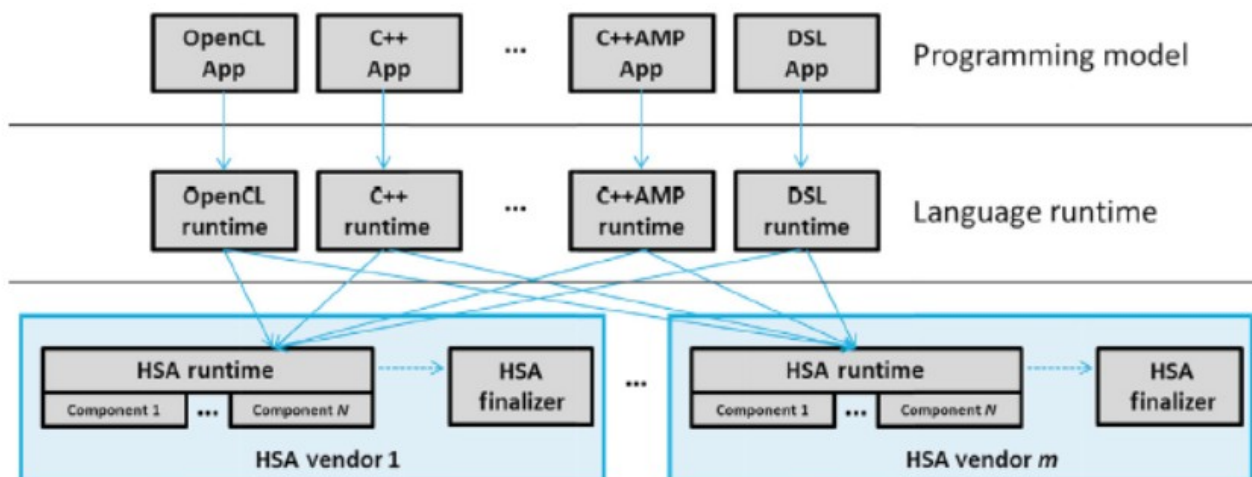 OpenCL App
C++ App
...
C++AMP App
DSL App
Programming model
OpenCL runtime
C++ runtime
...
C++AMP runtime
DSL runtime
Language runtime
HSA runtime
Component 1
...
Component N
HSA finalizer
HSA vendor 1
...
HSA runtime
Component 1
...
Component N
HSA finalizer
HSA vendor m